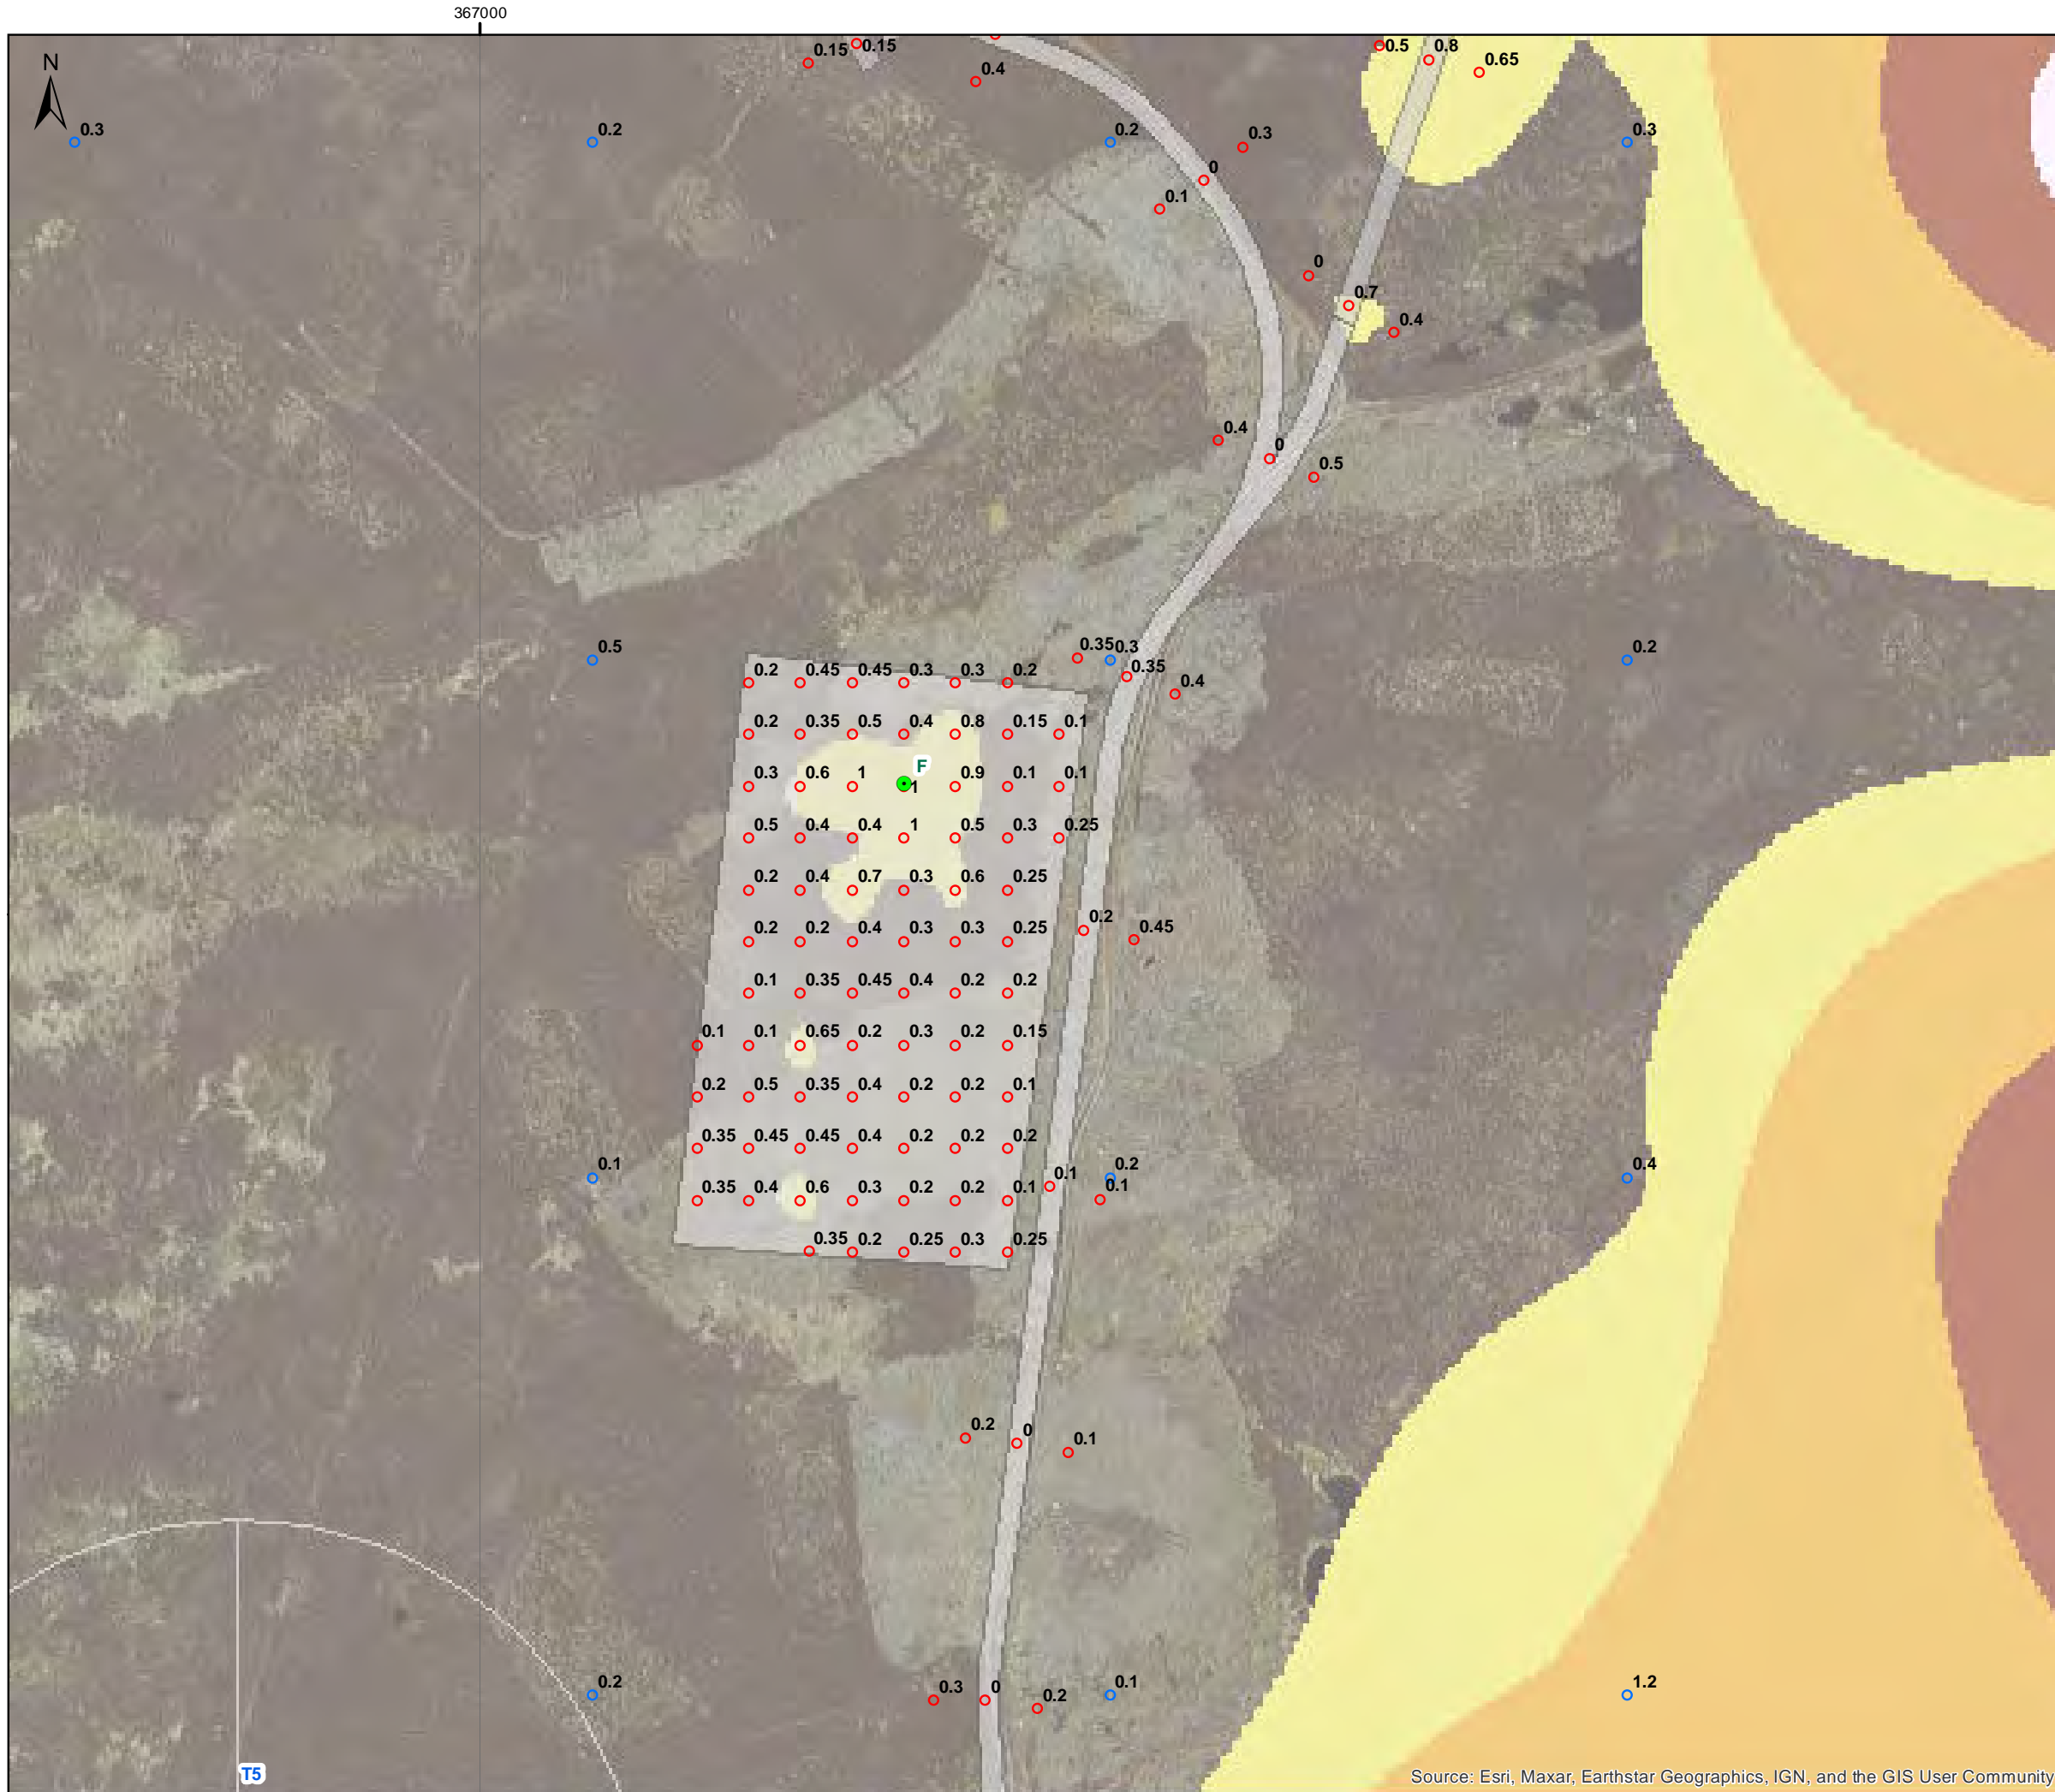 367000
N
0.15 0.15 0.5 0.8
0.4 0.65
0.3 0.2 0.2 0.3 0.3
0
0.1
0
0.7
0.4
0.4
0
0.5
0.5 0.35 0.3 0.2
0.2 0.45 0.45 0.3 0.3 0.2 0.35
0.4
0.2 0.35 0.5 0.4 0.8 0.15 0.1
F
0.3 0.6 1 1 0.9 0.1 0.1
0.5 0.4 0.4 1 0.5 0.3 0.25
0.2 0.4 0.7 0.3 0.6 0.25
0.2 0.45
0.2 0.2 0.4 0.3 0.3 0.25
0.1 0.35 0.45 0.4 0.2 0.2
0.1 0.1 0.65 0.2 0.3 0.2 0.15
0.2 0.5 0.35 0.4 0.2 0.2 0.1
0.35 0.45 0.45 0.4 0.2 0.2 0.2
0.1 0.2 0.4
0.35 0.4 0.6 0.3 0.2 0.2 0.1 0.1 0.1
0.35 0.2 0.25 0.3 0.25
0.2 0 0.1
0.2 0.3 0 0.2 0.1 1.2
T5
Source: Esri, Maxar, Earthstar Geographics, IGN, and the GIS User Community